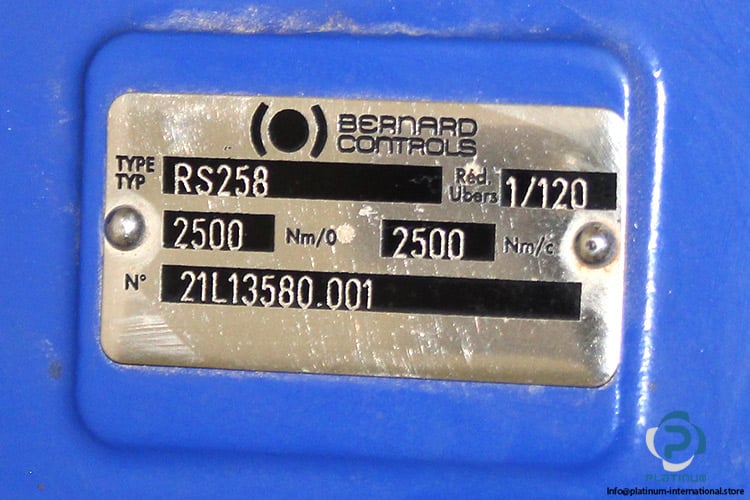 BERNARD
CONTROLS
TYPE
TYP
RS258
Réd.
Übers
1/120
2500 Nm/0 2500 Nm/c
N° 21L13580.001
PLATINUM
Info@platinum-international.store